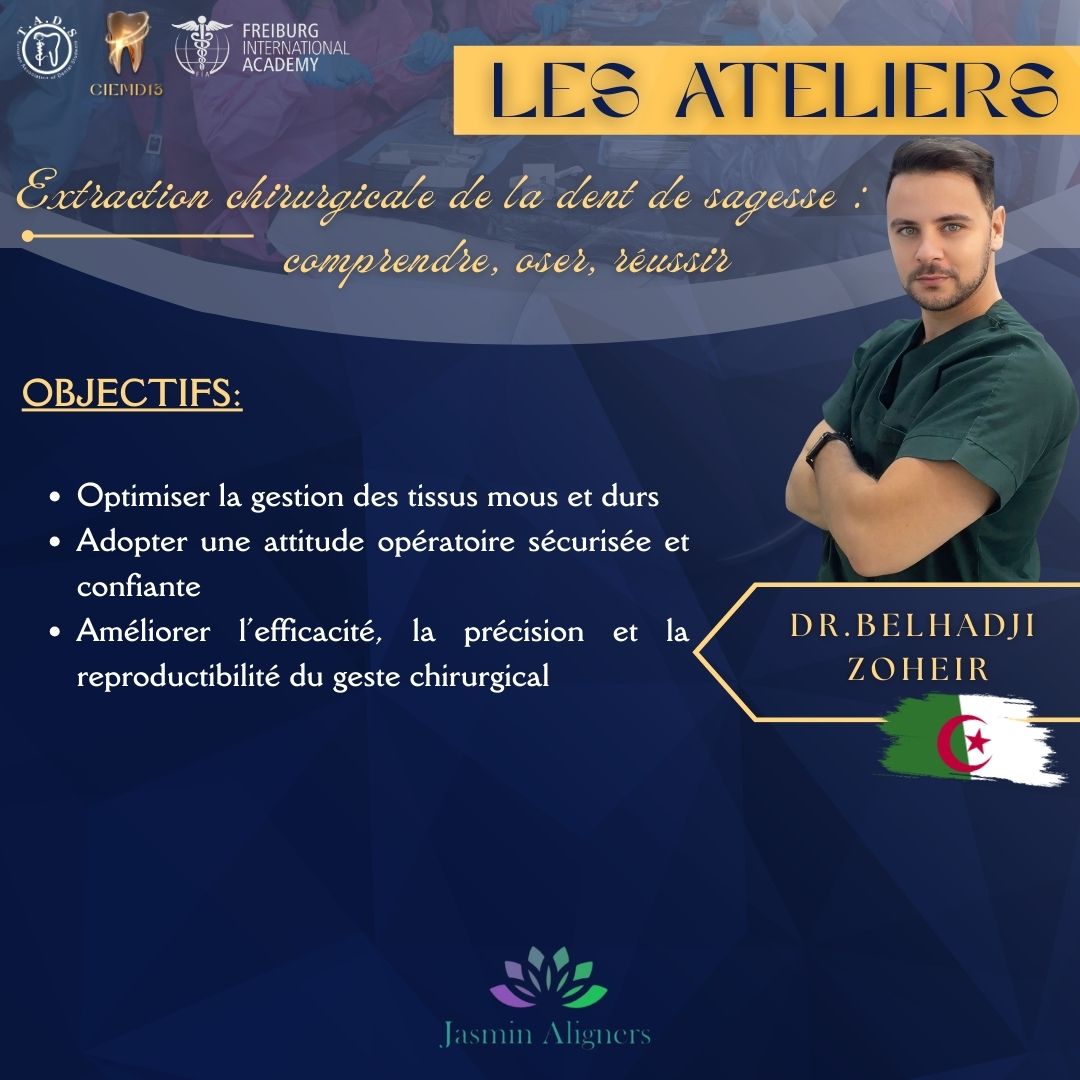 T.A.D.S
CIEMD13
FREIBURG
INTERNATIONAL
ACADEMY
FIA
LES ATELIERS
Extraction chirurgicale de la dent de sagesse :
comprendre, oser, réussir
OBJECTIFS:
• Optimiser la gestion des tissus mous et durs
• Adopter une attitude opératoire sécurisée et
confiante
• Améliorer l'efficacité, la précision et la
reproductibilité du geste chirurgical
DR.BELHADJI
ZOHEIR
Jasmin Aligners